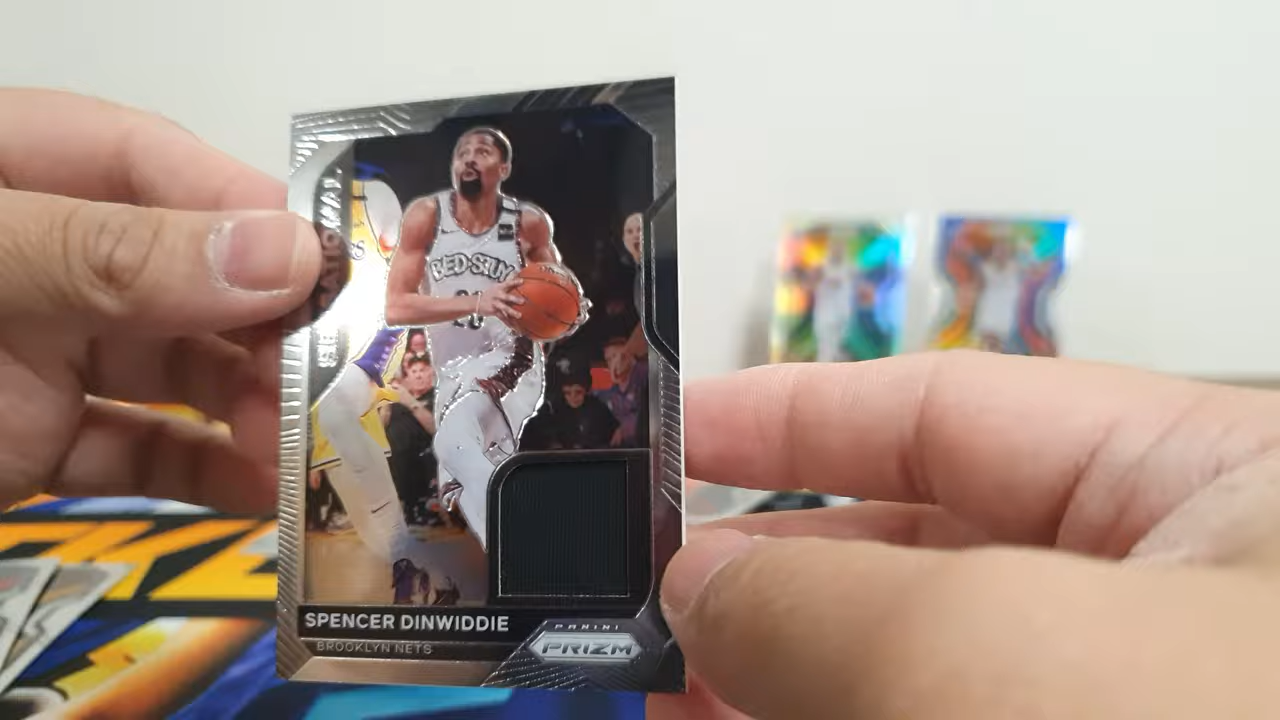 BED-STUY
SPENCER DINWIDDIE
BROOKLYN NETS
PANINI
PRIZM